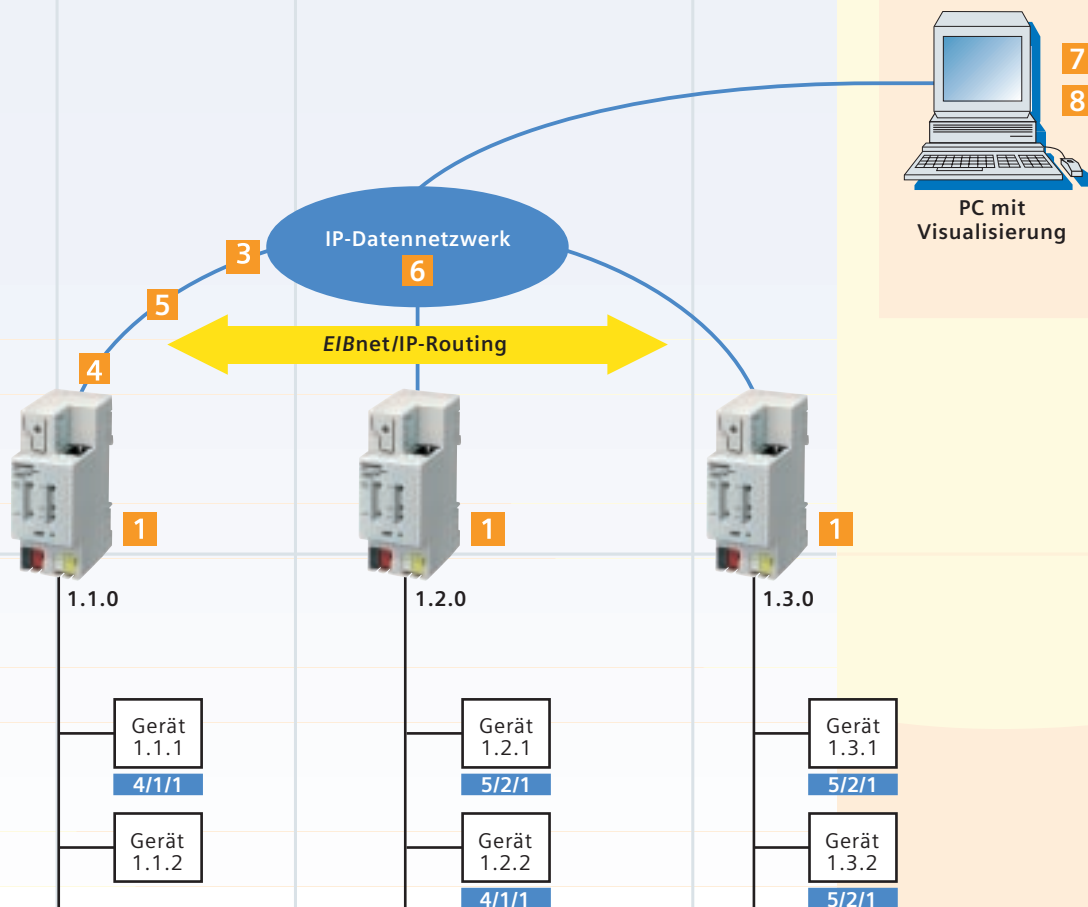 7
8
PC mit
Visualisierung
IP-Datennetzwerk
3
6
5
EIBnet/IP-Routing
4
1
1
1
1.1.0
1.2.0
1.3.0
Gerät
1.1.1
4/1/1
Gerät
1.2.1
5/2/1
Gerät
1.3.1
5/2/1
Gerät
1.1.2
Gerät
1.2.2
4/1/1
Gerät
1.3.2
5/2/1